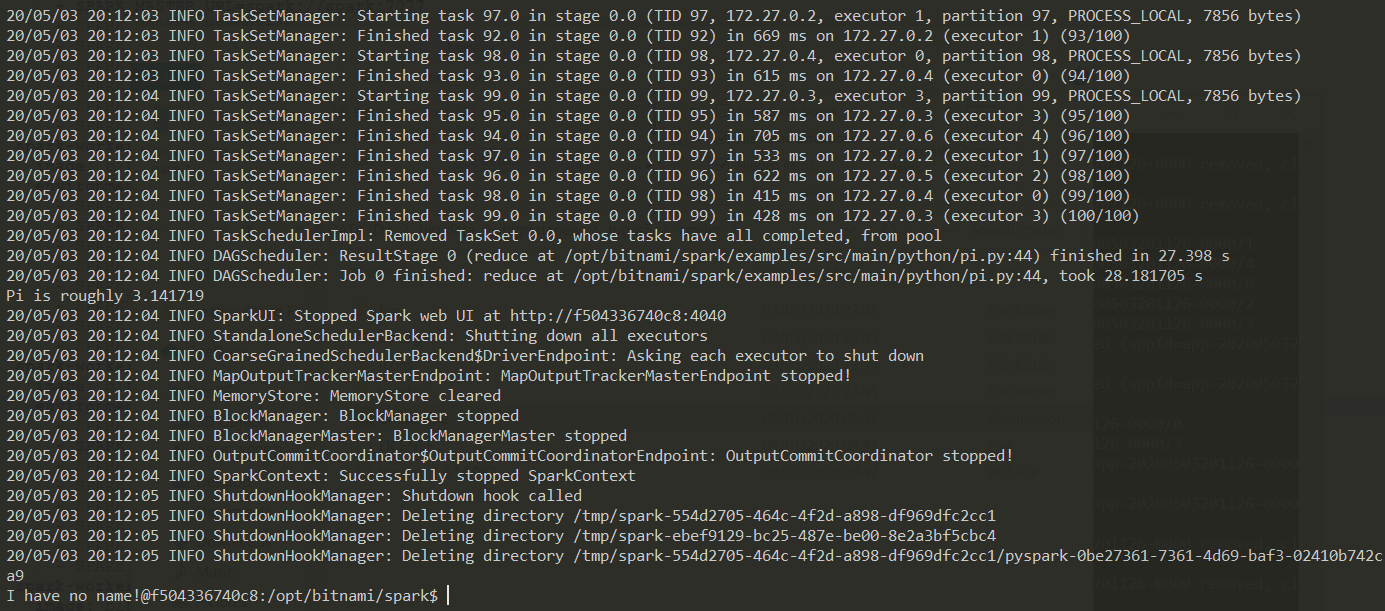 20/05/03 20:12:03 INFO TaskSetManager: Starting task 97.0 in stage 0.0 (TID 97, 172.27.0.2, executor 1, partition 97, PROCESS_LOCAL, 7856 bytes)
20/05/03 20:12:03 INFO TaskSetManager: Finished task 92.0 in stage 0.0 (TID 92) in 669 ms on 172.27.0.2 (executor 1) (93/100)
20/05/03 20:12:03 INFO TaskSetManager: Starting task 98.0 in stage 0.0 (TID 98, 172.27.0.4, executor 0, partition 98, PROCESS_LOCAL, 7856 bytes)
20/05/03 20:12:03 INFO TaskSetManager: Finished task 93.0 in stage 0.0 (TID 93) in 615 ms on 172.27.0.4 (executor 0) (94/100)
20/05/03 20:12:04 INFO TaskSetManager: Starting task 99.0 in stage 0.0 (TID 99, 172.27.0.3, executor 3, partition 99, PROCESS_LOCAL, 7856 bytes)
20/05/03 20:12:04 INFO TaskSetManager: Finished task 95.0 in stage 0.0 (TID 95) in 587 ms on 172.27.0.3 (executor 3) (95/100)
20/05/03 20:12:04 INFO TaskSetManager: Finished task 94.0 in stage 0.0 (TID 94) in 705 ms on 172.27.0.6 (executor 4) (96/100)
20/05/03 20:12:04 INFO TaskSetManager: Finished task 97.0 in stage 0.0 (TID 97) in 533 ms on 172.27.0.2 (executor 1) (97/100)
20/05/03 20:12:04 INFO TaskSetManager: Finished task 96.0 in stage 0.0 (TID 96) in 622 ms on 172.27.0.5 (executor 2) (98/100)
20/05/03 20:12:04 INFO TaskSetManager: Finished task 98.0 in stage 0.0 (TID 98) in 415 ms on 172.27.0.4 (executor 0) (99/100)
20/05/03 20:12:04 INFO TaskSetManager: Finished task 99.0 in stage 0.0 (TID 99) in 428 ms on 172.27.0.3 (executor 3) (100/100)
20/05/03 20:12:04 INFO TaskSchedulerImpl: Removed TaskSet 0.0, whose tasks have all completed, from pool
20/05/03 20:12:04 INFO DAGScheduler: ResultStage 0 (reduce at /opt/bitnami/spark/examples/src/main/python/pi.py:44) finished in 27.398 s
20/05/03 20:12:04 INFO DAGScheduler: Job 0 finished: reduce at /opt/bitnami/spark/examples/src/main/python/pi.py:44, took 28.181705 s
Pi is roughly 3.141719
20/05/03 20:12:04 INFO SparkUI: Stopped Spark web UI at http://f504336740c8:4040
20/05/03 20:12:04 INFO StandaloneSchedulerBackend: Shutting down all executors
20/05/03 20:12:04 INFO CoarseGrainedSchedulerBackend$DriverEndpoint: Asking each executor to shut down
20/05/03 20:12:04 INFO MapOutputTrackerMasterEndpoint: MapOutputTrackerMasterEndpoint stopped!
20/05/03 20:12:04 INFO MemoryStore: MemoryStore cleared
20/05/03 20:12:04 INFO BlockManager: BlockManager stopped
20/05/03 20:12:04 INFO BlockManagerMaster: BlockManagerMaster stopped
20/05/03 20:12:04 INFO OutputCommitCoordinator$OutputCommitCoordinatorEndpoint: OutputCommitCoordinator stopped!
20/05/03 20:12:04 INFO SparkContext: Successfully stopped SparkContext
20/05/03 20:12:05 INFO ShutdownHookManager: Shutdown hook called
20/05/03 20:12:05 INFO ShutdownHookManager: Deleting directory /tmp/spark-554d2705-464c-4f2d-a898-df969dfc2cc1
20/05/03 20:12:05 INFO ShutdownHookManager: Deleting directory /tmp/spark-ebef9129-bc25-487e-be00-8e2a3bf5cbc4
20/05/03 20:12:05 INFO ShutdownHookManager: Deleting directory /tmp/spark-554d2705-464c-4f2d-a898-df969dfc2cc1/pyspark-0be27361-7361-4d69-baf3-02410b742c
a9
I have no name!@f504336740c8:/opt/bitnami/spark$